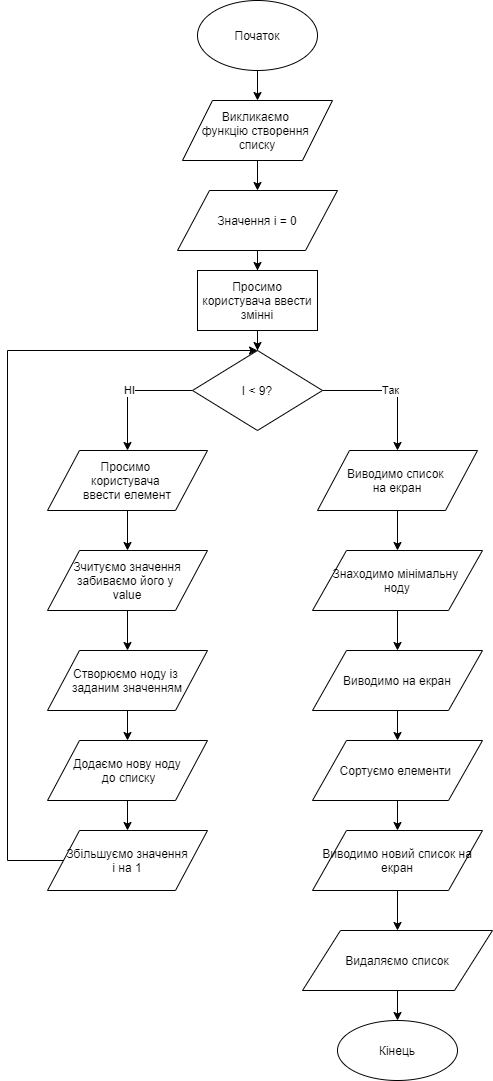 Початок
Викликаємо
функцію створення
списку
Значення і = 0
Просимо
користувача ввести
змінні
I < 9?
НІ
Так
Просимо
користувача
ввести елемент
Зчитуємо значення
забиваємо його у
value
Створюємо ноду із
заданим значенням
Додаємо нову ноду
до списку
Збільшуємо значення
і на 1
Виводимо список
на екран
Знаходимо мінімальну
ноду
Виводимо на екран
Сортуємо елементи
Виводимо новий список на
екран
Видаляємо список
Кінець